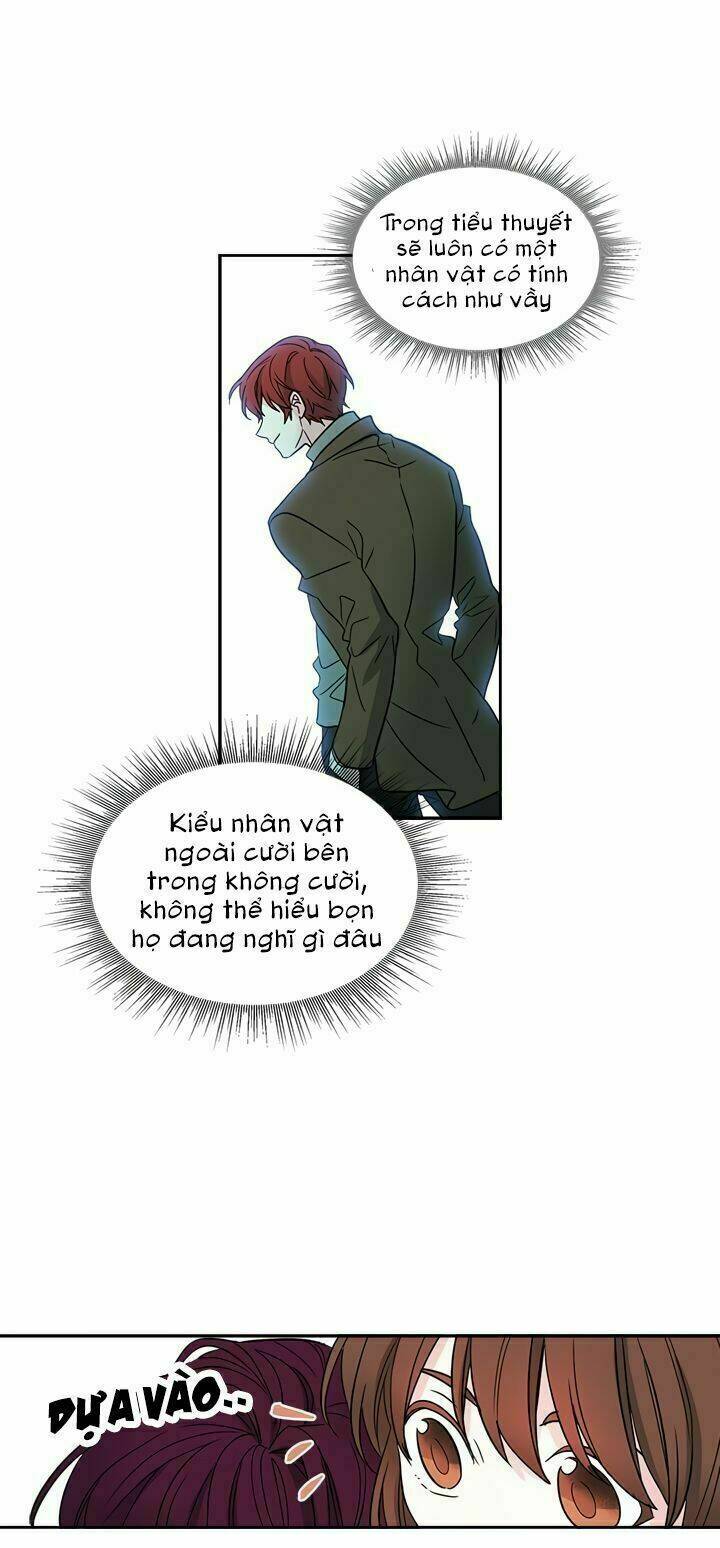 Trong tiểu thuyết
sẽ luôn có một
nhân vật có tính
cách như vầy
Kiểu nhân vật
ngoài cười bên
trong không cười,
không thể hiểu bọn
họ đang nghĩ gì đâu
DỰA VÀO..